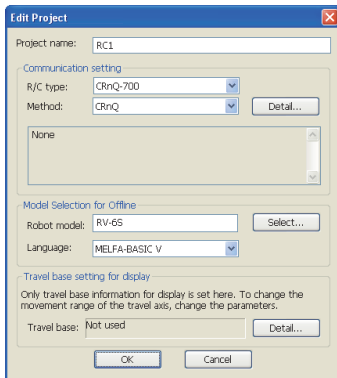 Edit Project
Project name: RC1
Communication setting
R/C type: CRnQ-700
Method: CRnQ Detail...
None
Model Selection for Offline
Robot model: RV-6S Select...
Language: MELFA-BASIC V
Travel base setting for display
Only travel base information for display is set here. To change the
movement range of the travel axis, change the parameters.
Travel base: Not used Detail...
OK Cancel